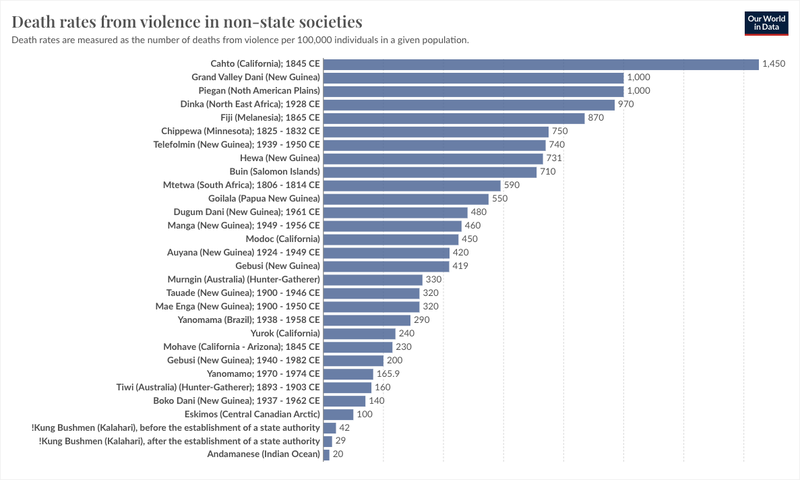 Death rates from violence in non-state societies
Our World
in Data
Death rates are measured as the number of deaths from violence per 100,000 individuals in a given population.
Cahto (California); 1845 CE 1,450
Grand Valley Dani (New Guinea) 1,000
Piegan (Noth American Plains) 1,000
Dinka (North East Africa); 1928 CE 970
Fiji (Melanesia); 1865 CE 870
Chippewa (Minnesota); 1825 - 1832 CE 750
Telefolmin (New Guinea); 1939 - 1950 CE 740
Hewa (New Guinea) 731
Buin (Salomon Islands) 710
Mtetwa (South Africa); 1806 - 1814 CE 590
Goilala (Papua New Guinea) 550
Dugum Dani (New Guinea); 1961 CE 480
Manga (New Guinea); 1949 - 1956 CE 460
Modoc (California) 450
Auyana (New Guinea) 1924 - 1949 CE 420
Gebusi (New Guinea) 419
Murngin (Australia) (Hunter-Gatherer) 330
Tauade (New Guinea); 1900 - 1946 CE 320
Mae Enga (New Guinea); 1900 - 1950 CE 320
Yanomama (Brazil); 1938 - 1958 CE 290
Yurok (California) 240
Mohave (California - Arizona); 1845 CE 230
Gebusi (New Guinea); 1940 - 1982 CE 200
Yanomamo; 1970 - 1974 CE 165.9
Tiwi (Australia) (Hunter-Gatherer); 1893 - 1903 CE 160
Boko Dani (New Guinea); 1937 - 1962 CE 140
Eskimos (Central Canadian Arctic) 100
!Kung Bushmen (Kalahari), before the establishment of a state authority 42
!Kung Bushmen (Kalahari), after the establishment of a state authority 29
Andamanese (Indian Ocean) 20